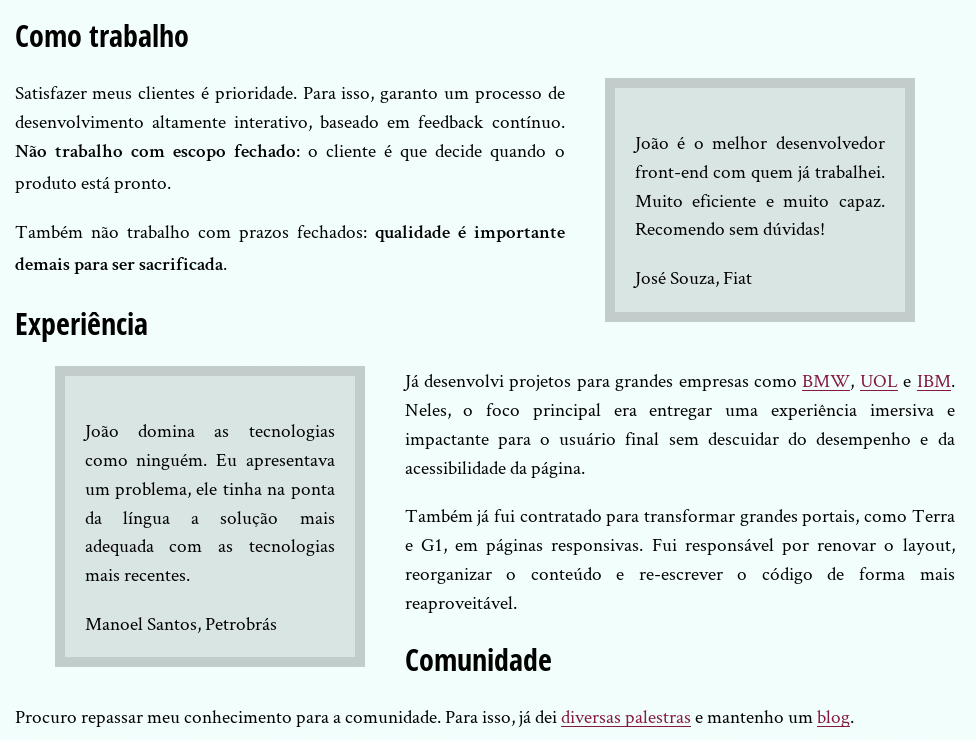 Como trabalho
Satisfazer meus clientes é prioridade. Para isso, garanto um processo de
desenvolvimento altamente interativo, baseado em feedback contínuo.
Não trabalho com escopo fechado: o cliente é que decide quando o
produto está pronto.
Também não trabalho com prazos fechados: qualidade é importante
demais para ser sacrificada.
João é o melhor desenvolvedor
front-end com quem já trabalhei.
Muito eficiente e muito capaz.
Recomendo sem dúvidas!
José Souza, Fiat
Experiência
João domina as tecnologias
como ninguém. Eu apresentava
um problema, ele tinha na ponta
da língua a solução mais
adequada com as tecnologias
mais recentes.
Manoel Santos, Petrobrás
Já desenvolvi projetos para grandes empresas como BMW, UOL e IBM.
Neles, o foco principal era entregar uma experiência imersiva e
impactante para o usuário final sem descuidar do desempenho e da
acessibilidade da página.
Também já fui contratado para transformar grandes portais, como Terra
e G1, em páginas responsivas. Fui responsável por renovar o layout,
reorganizar o conteúdo e re-escrever o código de forma mais
reaproveitável.
Comunidade
Procuro repassar meu conhecimento para a comunidade. Para isso, já dei diversas palestras e mantenho um blog.